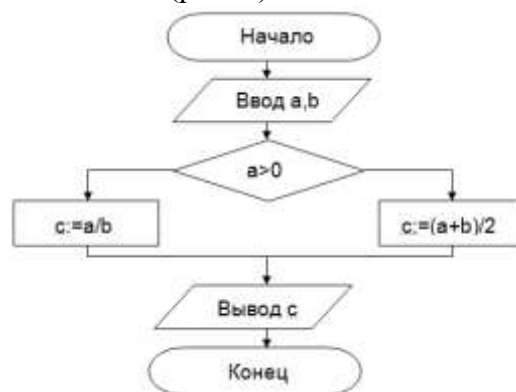 Начало
Ввод a,b
a>0
c:=a/b
c:=(a+b)/2
Вывод c
Конец